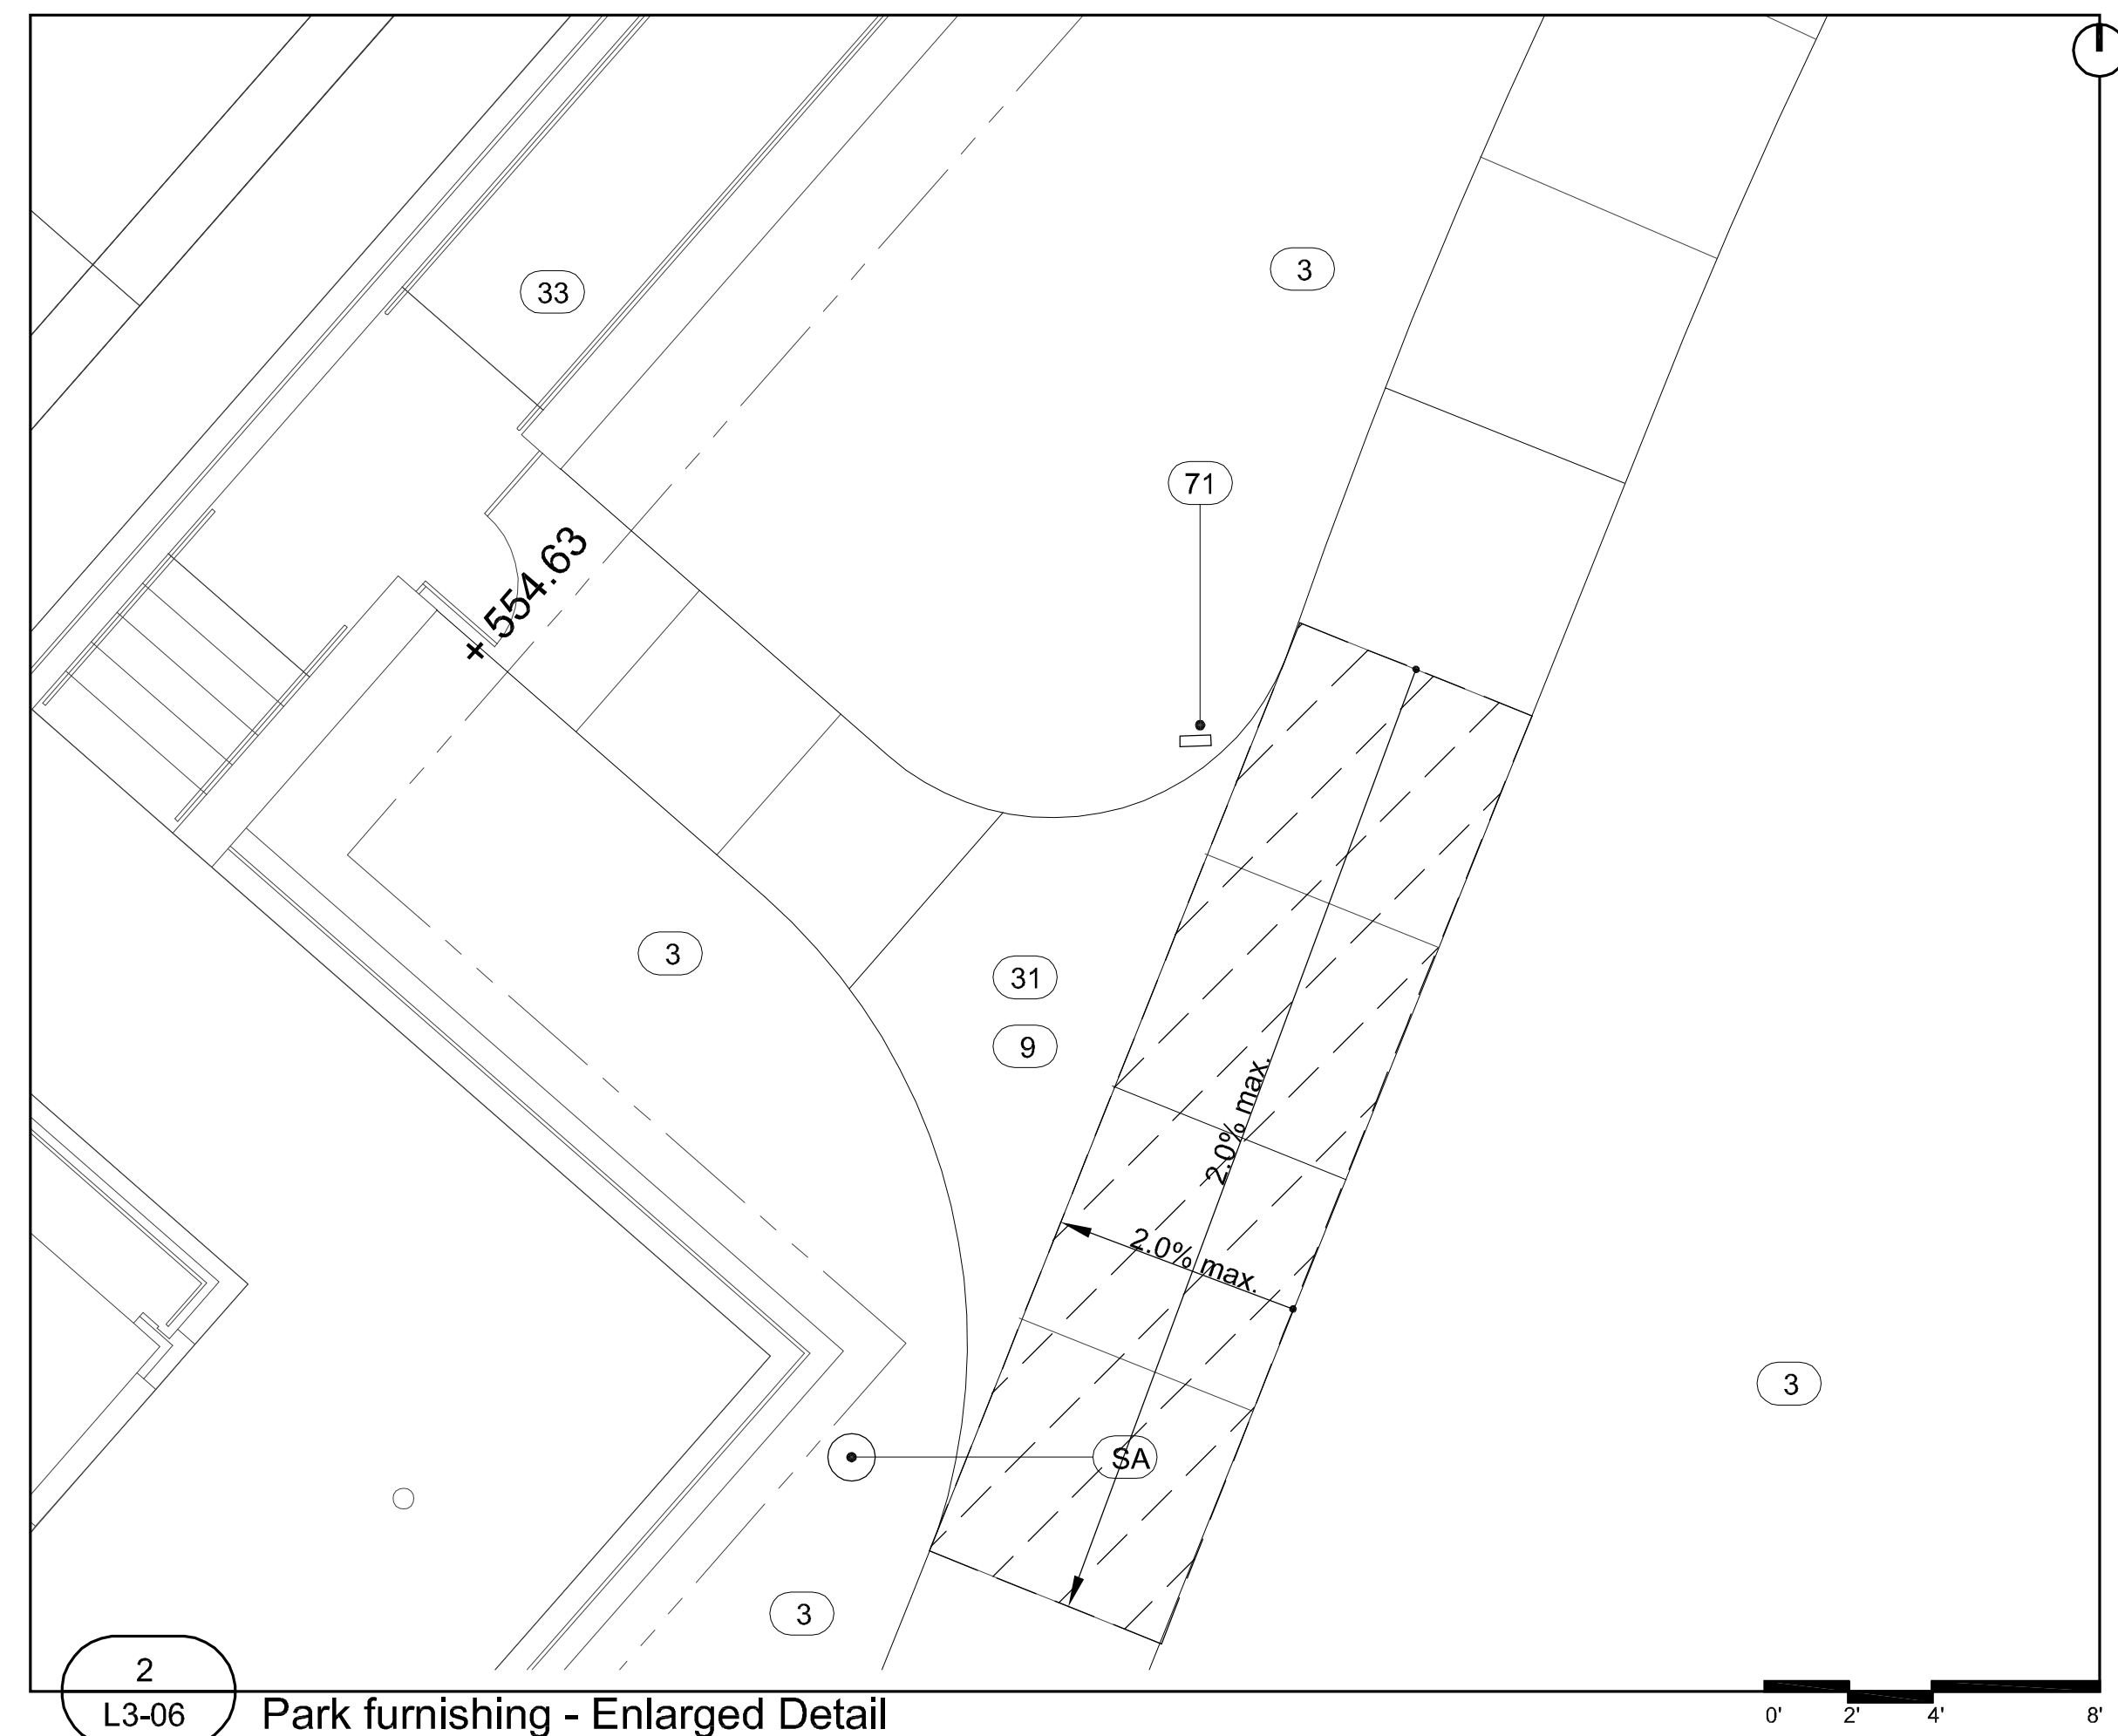 33
3
71
+ 554.63
3
31
9
2.0% max.
2.0% max.
3
SA
3
2
L3-06
Park furnishing - Enlarged Detail
0' 2' 4' 8'